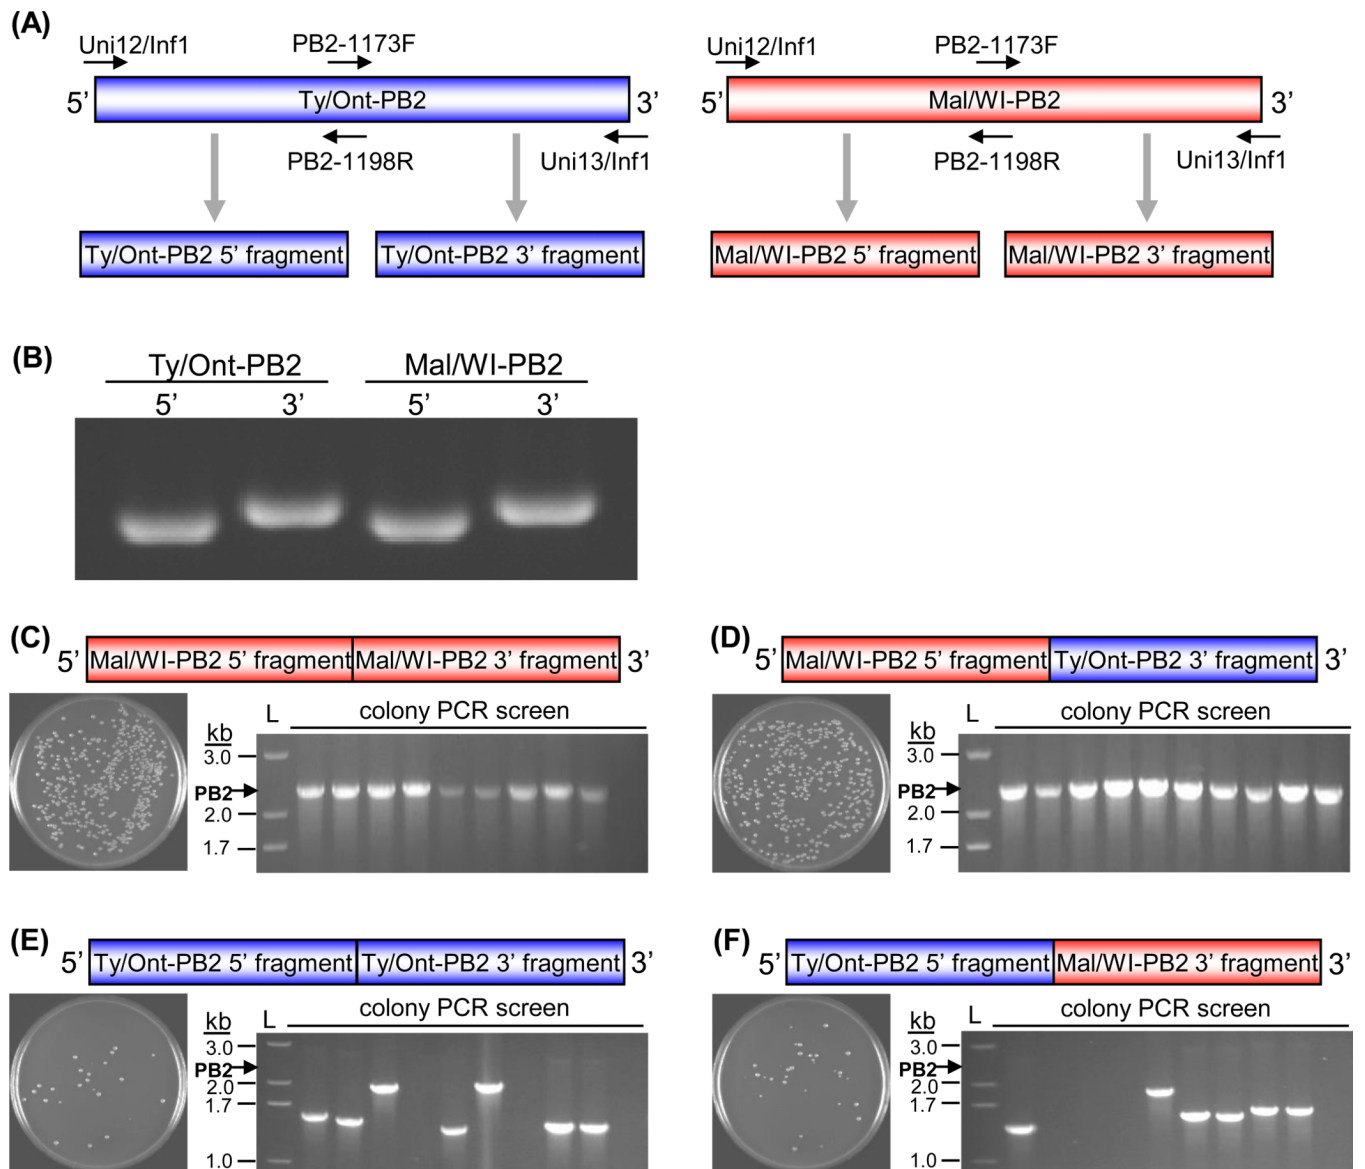 (A)
Uni12/Inf1
PB2-1173F
5’ Ty/Ont-PB2 3’
PB2-1198R
Uni13/Inf1
Ty/Ont-PB2 5’ fragment
Ty/Ont-PB2 3’ fragment
Uni12/Inf1
PB2-1173F
5’ Mal/WI-PB2 3’
PB2-1198R
Uni13/Inf1
Mal/WI-PB2 5’ fragment
Mal/WI-PB2 3’ fragment
(B)
Ty/Ont-PB2 Mal/WI-PB2
5’ 3’ 5’ 3’
(C)
5’ Mal/WI-PB2 5’ fragment Mal/WI-PB2 3’ fragment 3’
L colony PCR screen
kb
3.0
PB2
2.0
1.7
(D)
5’ Mal/WI-PB2 5’ fragment Ty/Ont-PB2 3’ fragment 3’
L colony PCR screen
kb
3.0
PB2
2.0
1.7
(E)
5’ Ty/Ont-PB2 5’ fragment Ty/Ont-PB2 3’ fragment 3’
kb L colony PCR screen
3.0
PB2
2.0
1.7
1.0
(F)
5’ Ty/Ont-PB2 5’ fragment Mal/WI-PB2 3’ fragment 3’
kb L colony PCR screen
3.0
PB2
2.0
1.7
1.0